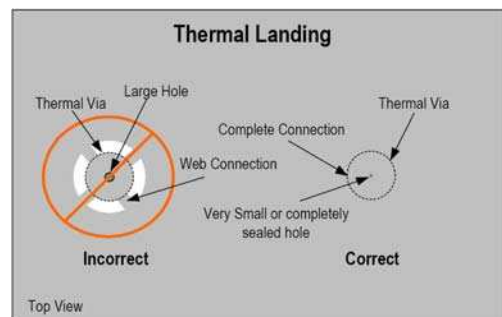 Thermal Landing
Large Hole
Thermal Via
Thermal Via
Complete Connection
Web Connection
Very Small or completely
sealed hole
Incorrect
Correct
Top View